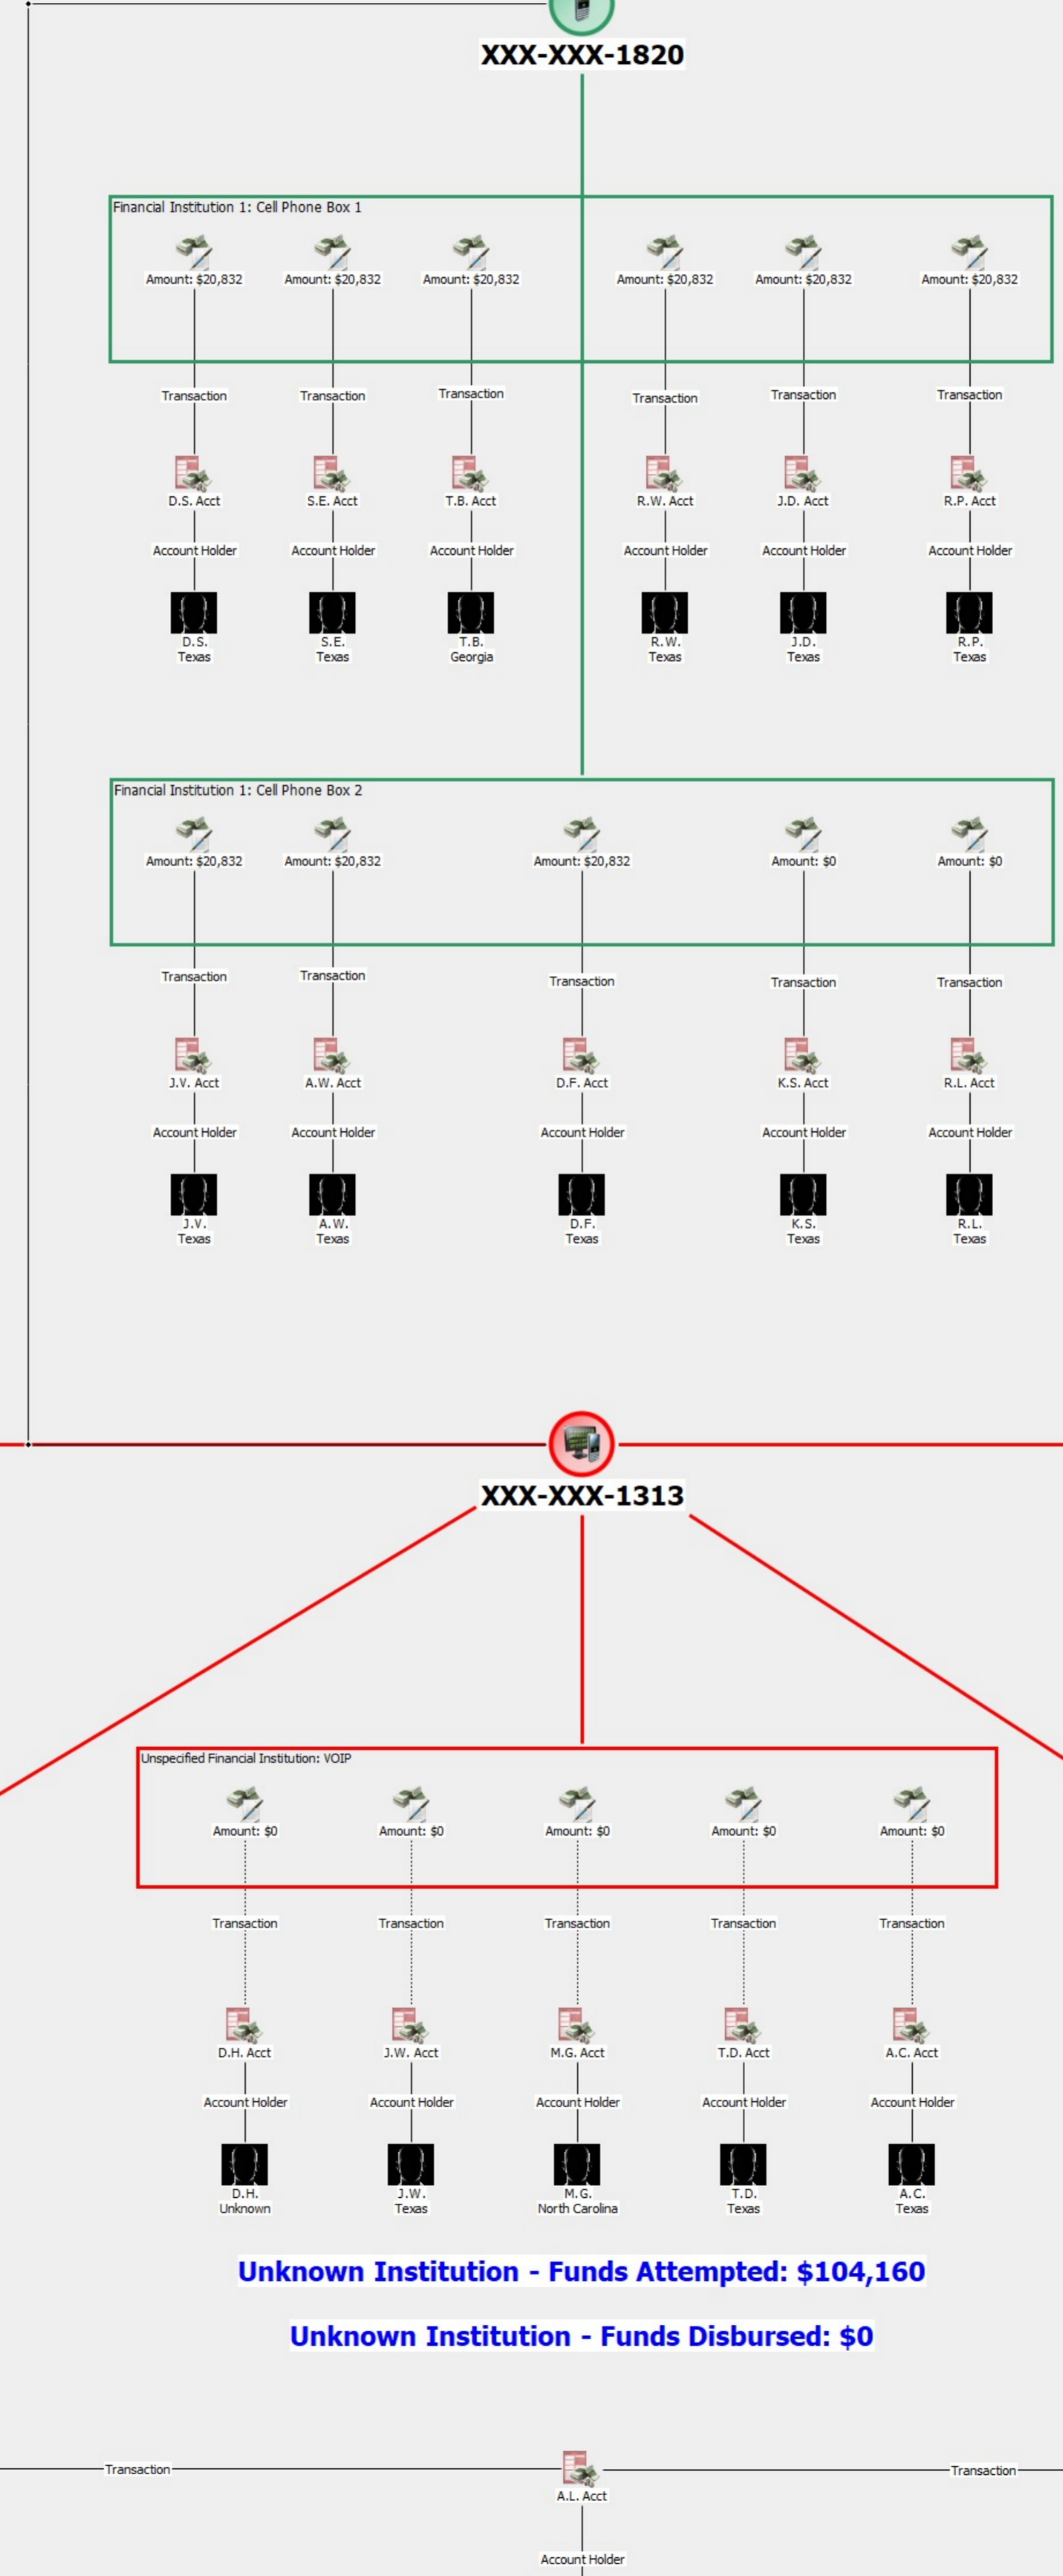 XXX-XXX-1820
Financial Institution 1: Cell Phone Box 1
Amount: $20,832 Amount: $20,832 Amount: $20,832 Amount: $20,832 Amount: $20,832 Amount: $20,832
Transaction Transaction Transaction Transaction Transaction Transaction
D.S. Acct S.E. Acct T.B. Acct R.W. Acct J.D. Acct R.P. Acct
Account Holder Account Holder Account Holder Account Holder Account Holder Account Holder
D.S. S.E. T.B. R.W. J.D. R.P.
Texas Texas Georgia Texas Texas Texas
Financial Institution 1: Cell Phone Box 2
Amount: $20,832 Amount: $20,832 Amount: $20,832 Amount: $0 Amount: $0
Transaction Transaction Transaction Transaction Transaction
J.V. Acct A.W. Acct D.F. Acct K.S. Acct R.L. Acct
Account Holder Account Holder Account Holder Account Holder Account Holder
J.V. A.W. D.F. K.S. R.L.
Texas Texas Texas Texas Texas
XXX-XXX-1313
Unspecified Financial Institution: VOIP
Amount: $0 Amount: $0 Amount: $0 Amount: $0 Amount: $0
Transaction Transaction Transaction Transaction Transaction
D.H. Acct J.W. Acct M.G. Acct T.D. Acct A.C. Acct
Account Holder Account Holder Account Holder Account Holder Account Holder
D.H. J.W. M.G. T.D. A.C.
Unknown Texas North Carolina Texas Texas
Unknown Institution - Funds Attempted: $104,160
Unknown Institution - Funds Disbursed: $0
Transaction Transaction
A.L. Acct
Account Holder